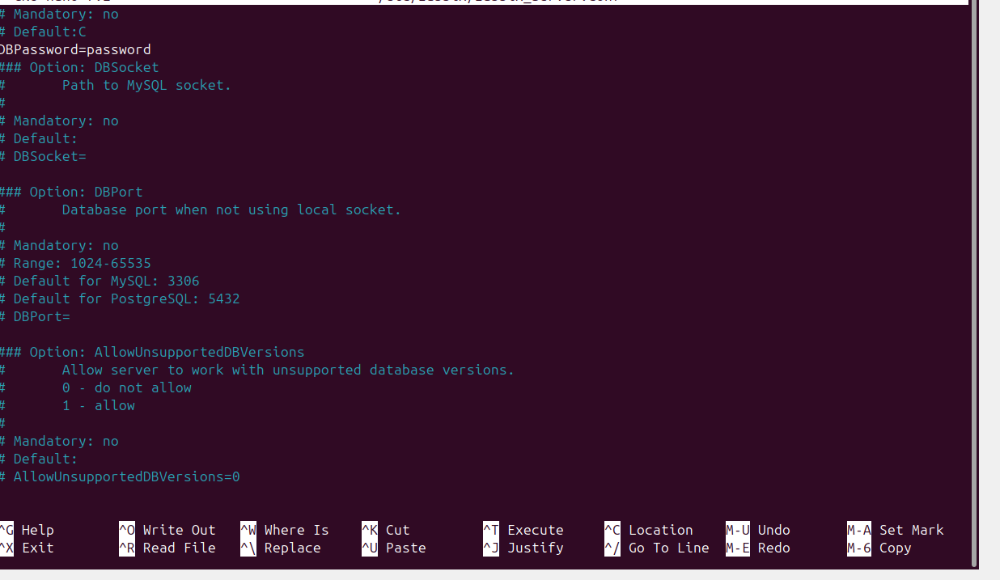 # Mandatory: no
# Default:C
DBPassword=password
### Option: DBSocket
#       Path to MySQL socket.
#
# Mandatory: no
# Default:
# DBSocket=
### Option: DBPort
#       Database port when not using local socket.
#
# Mandatory: no
# Range: 1024-65535
# Default for MySQL: 3306
# Default for PostgreSQL: 5432
# DBPort=
### Option: AllowUnsupportedDBVersions
#       Allow server to work with unsupported database versions.
#       0 - do not allow
#       1 - allow
#
# Mandatory: no
# Default:
# AllowUnsupportedDBVersions=0
^G Help ^O Write Out ^W Where Is ^K Cut ^T Execute ^C Location M-U Undo M-A Set Mark
^X Exit ^R Read File ^\ Replace ^U Paste ^J Justify ^/ Go To Line M-E Redo M-6 Copy